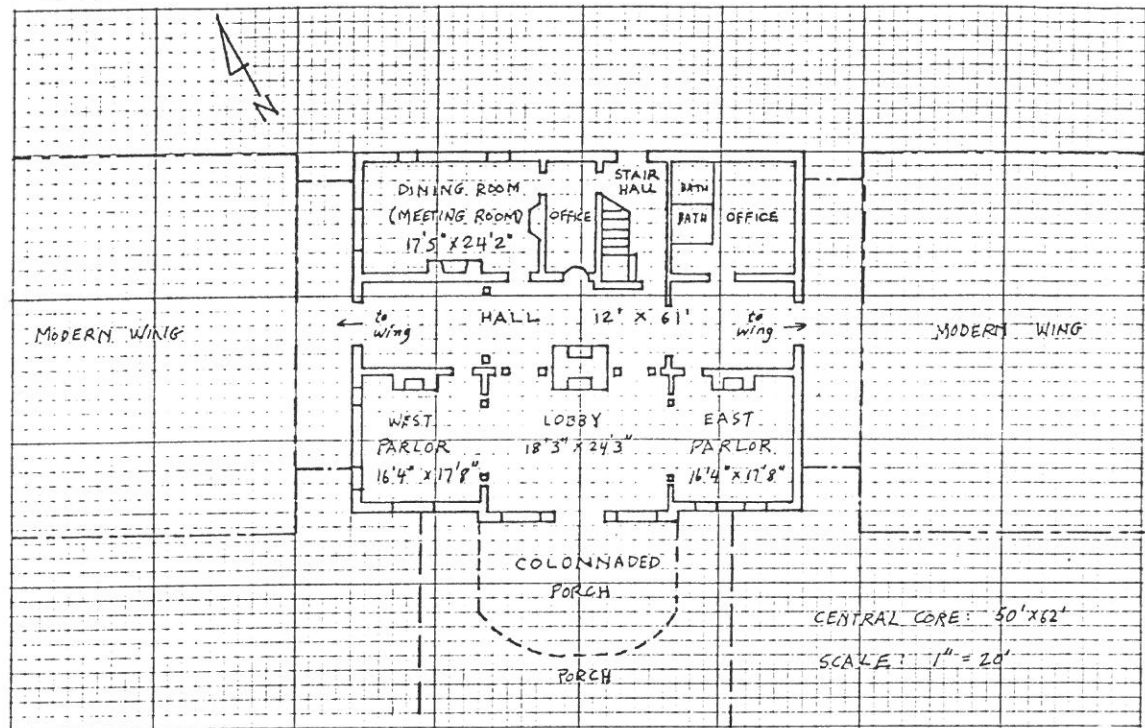 N
DINING ROOM
(MEETING ROOM)
17'5" x 24'2"
OFFICE
STAIR
HALL
BATH
BATH
OFFICE
MODERN WING
← to
wing
HALL 12' x 61'
to →
wing
MODERN WING
WEST
PARLOR
16'4" x 17'8"
LOBBY
18'3" x 24'3"
EAST
PARLOR
16'4" x 17'8"
COLONNADED
PORCH
PORCH
CENTRAL CORE: 50'x62'
SCALE: 1" = 20'